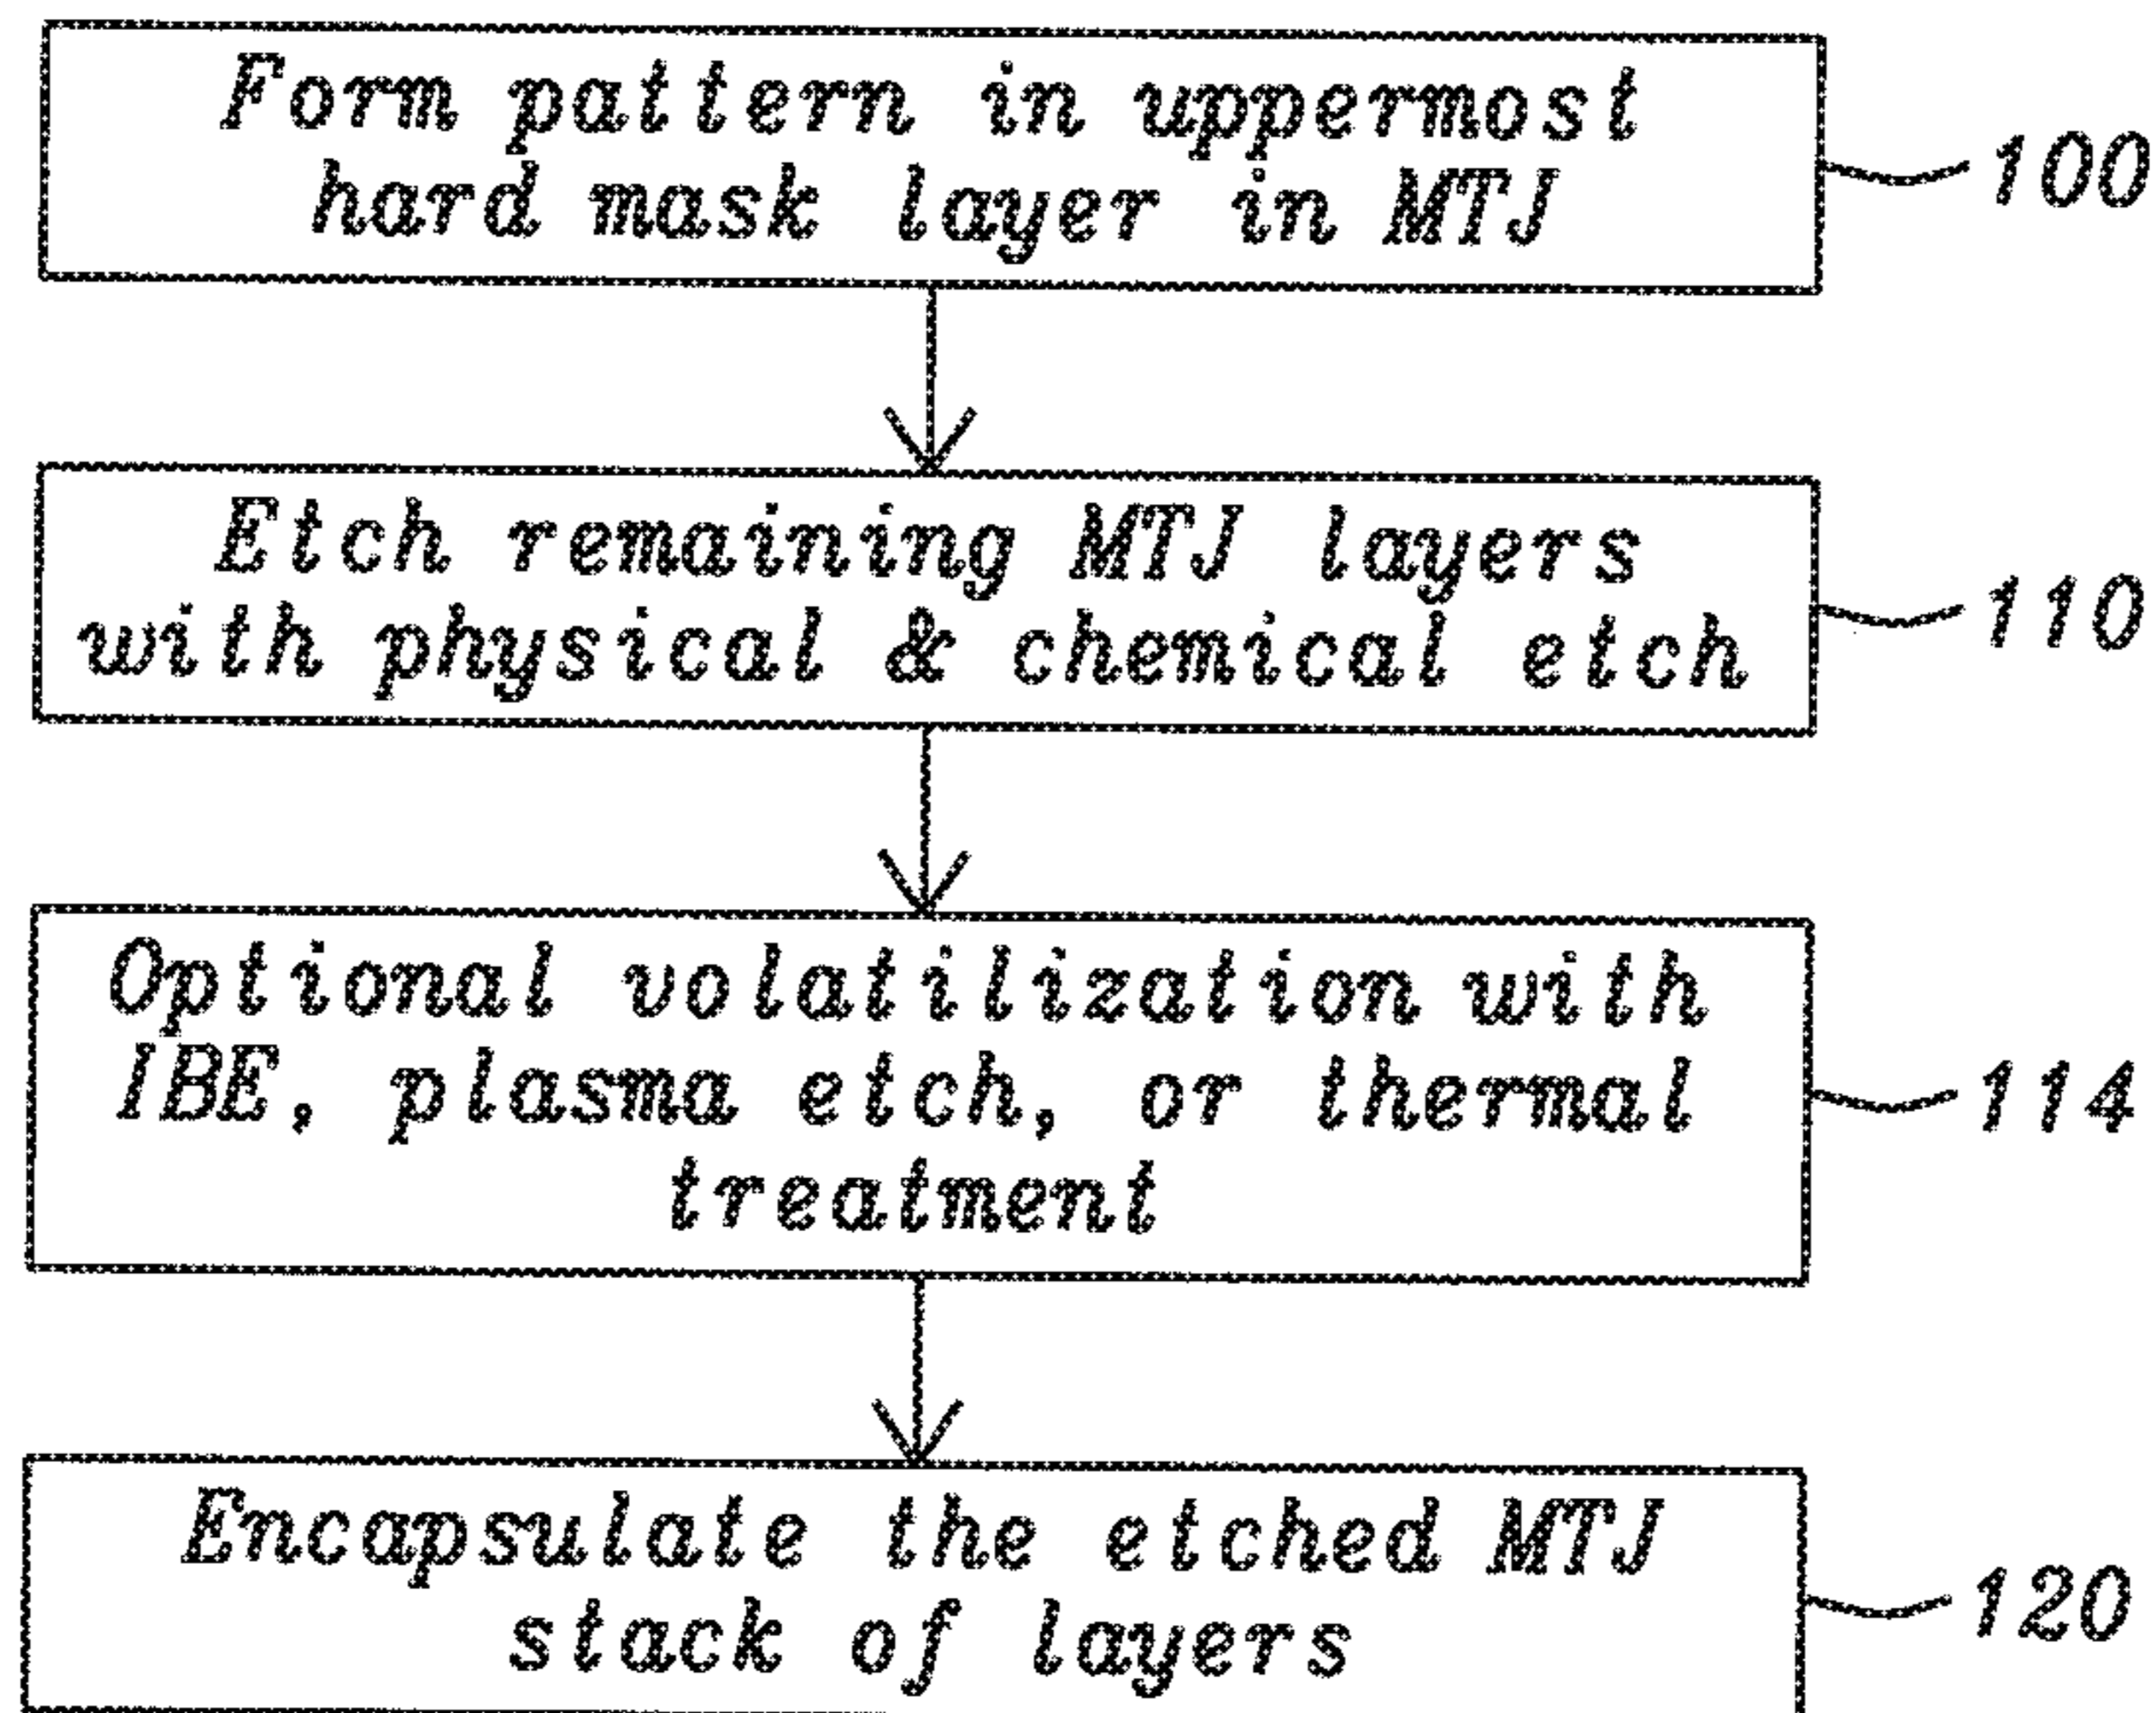 Form pattern in uppermost
hard mask layer in MTJ
100
Etch remaining MTJ layers
with physical & chemical etch
110
Optional volatilization with
IBE, plasma etch, or thermal
treatment
114
Encapsulate the etched MTJ
stack of layers
120